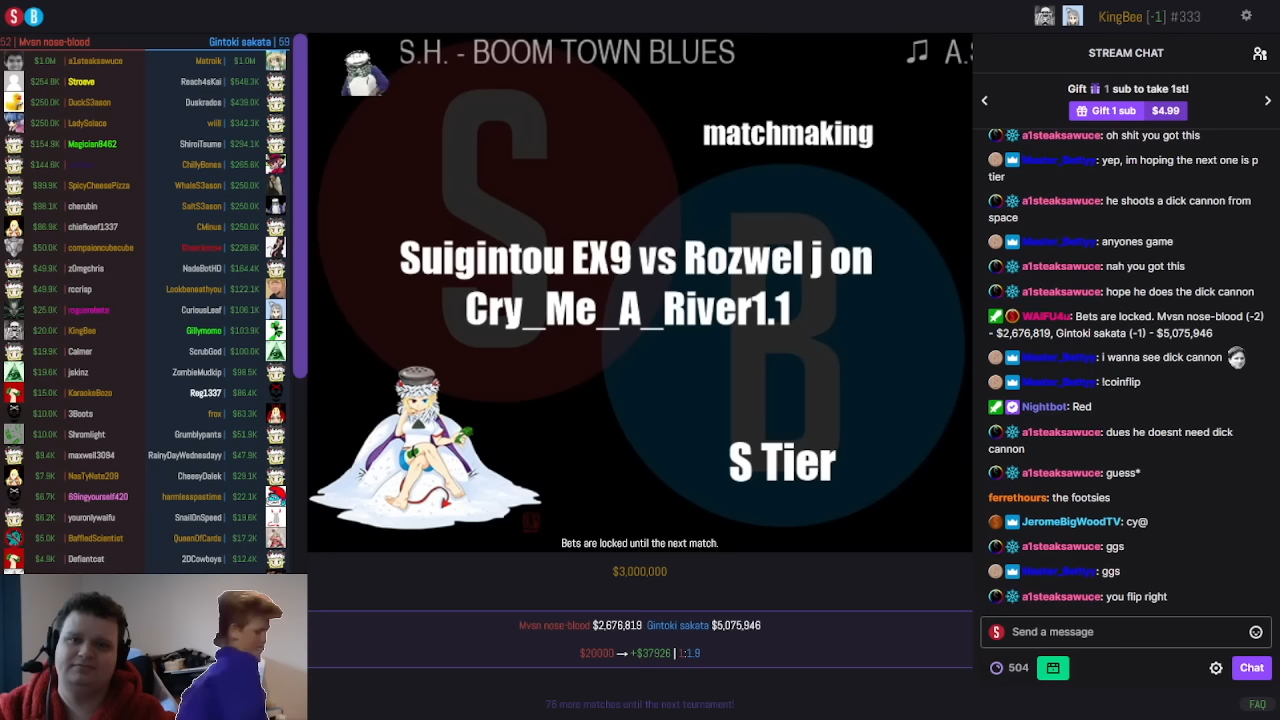 S B
KingBee [-1] #333
52 | Mvsn nose-blood Gintoki sakata | 59
$1.0M | a1steaksawuce Matroik | $1.0M
$254.8K | Stroeve Reach4sKai | $548.3K
$250.0K | DuckS3ason Duskrados | $439.0K
$250.0K | LadySolace wlill | $342.3K
$154.9K | Magician8462 ShiroiTsume | $294.1K
$144.6K | ChillyBones | $265.6K
$99.9K | SpicyCheesePizza WhaleS3ason | $250.0K
$98.1K | cherubin SaltS3ason | $250.0K
$86.9K | chiefkeef1337 CMinus | $250.0K
$50.0K | compaioncubecube | $228.6K
$49.9K | z0mgchris NadeBotHD | $164.4K
$49.9K | rccrisp Lookbeneathyou | $122.1K
$25.0K | CuriousLeaf | $106.1K
$20.0K | KingBee Gillymomo | $103.9K
$19.9K | Calmer ScrubGod | $100.0K
$19.6K | jskinz ZombieMudkip | $98.5K
$15.0K | KaraokeBozo Reg1337 | $86.4K
$10.0K | 3Boots frox | $63.3K
$10.0K | Shromlight Grumblypants | $51.9K
$9.4K | maxwell3094 RainyDayWednesdayy | $47.9K
$7.9K | NasTyNate209 CheesyDalek | $29.1K
$6.7K | 69ingyourself420 harmlesspastime | $22.1K
$6.2K | youronlywaifu SnailOnSpeed | $19.6K
$5.0K | BaffledScientist QueenOfCards | $17.2K
$4.9K | Defiantcat 2DCowboys | $12.4K
S.H. - BOOM TOWN BLUES ♫ A.S
S B
matchmaking
Suigintou EX9 vs Rozwel j on
Cry_Me_A_River1.1
S Tier
Bets are locked until the next match.
$3,000,000
Mvsn nose-blood $2,676,819 Gintoki sakata $5,075,946
$20000 → +$37926 | 1:1.9
76 more matches until the next tournament!
STREAM CHAT
Gift 1 sub to take 1st!
Gift 1 sub $4.99
a1steaksawuce: oh shit you got this
: yep, im hoping the next one is p
tier
a1steaksawuce: he shoots a dick cannon from
space
: ayones game
a1steaksawuce: nah you got this
a1steaksawuce: hope he does the dick cannon
WAIFU4u: Bets are locked. Mvsn nose-blood (-2)
- $2,676,819, Gintoki sakata (-1) - $5,075,946
: i wanna see dick cannon
: !coinflip
Nightbot: Red
a1steaksawuce: dues he doesnt need dick
cannon
a1steaksawuce: guess*
ferrethours: the footsies
JeromeBigWoodTV: cy@
a1steaksawuce: ggs
: ggs
a1steaksawuce: you flip right
S Send a message
504 Chat
FAQ